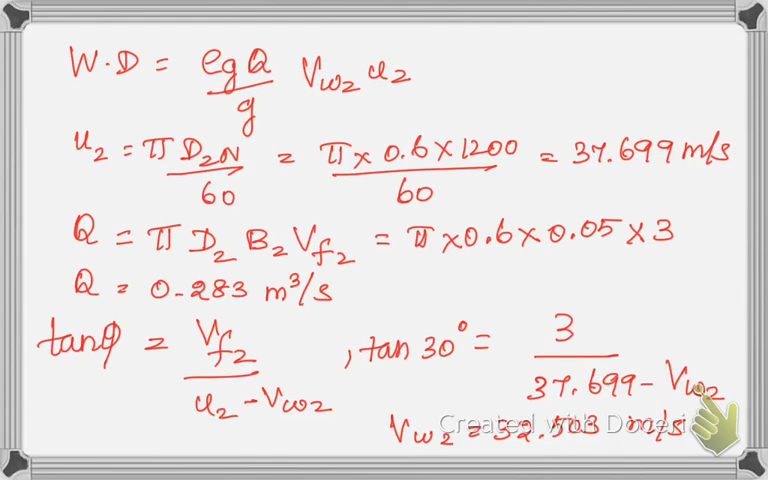 W.D = ρgQ/g Vw2 u2
u2 = π D2N/60 = π × 0.6 × 1200/60 = 37.699 m/s
Q = π D2 B2 Vf2 = π × 0.6 × 0.05 × 3
Q = 0.283 m³/s
tanφ = Vf2/u2 - Vw2 , tan 30° = 3/37.699 - Vw2
Vw2 = 32.503 m/s
Created with Doceri